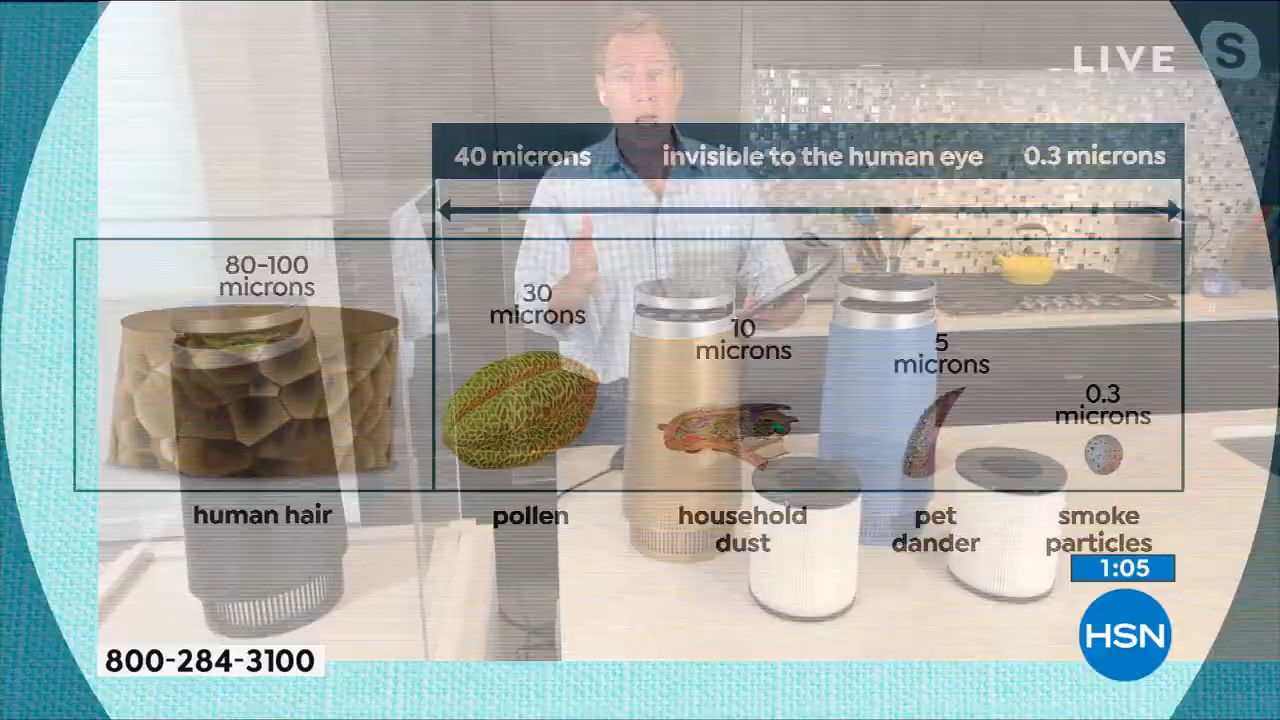 LIVE
S
40 microns invisible to the human eye 0.3 microns
80-100
microns
30
microns
10
microns
5
microns
0.3
microns
human hair
pollen
household
dust
pet
dander
smoke
particles
1:05
HSN
800-284-3100